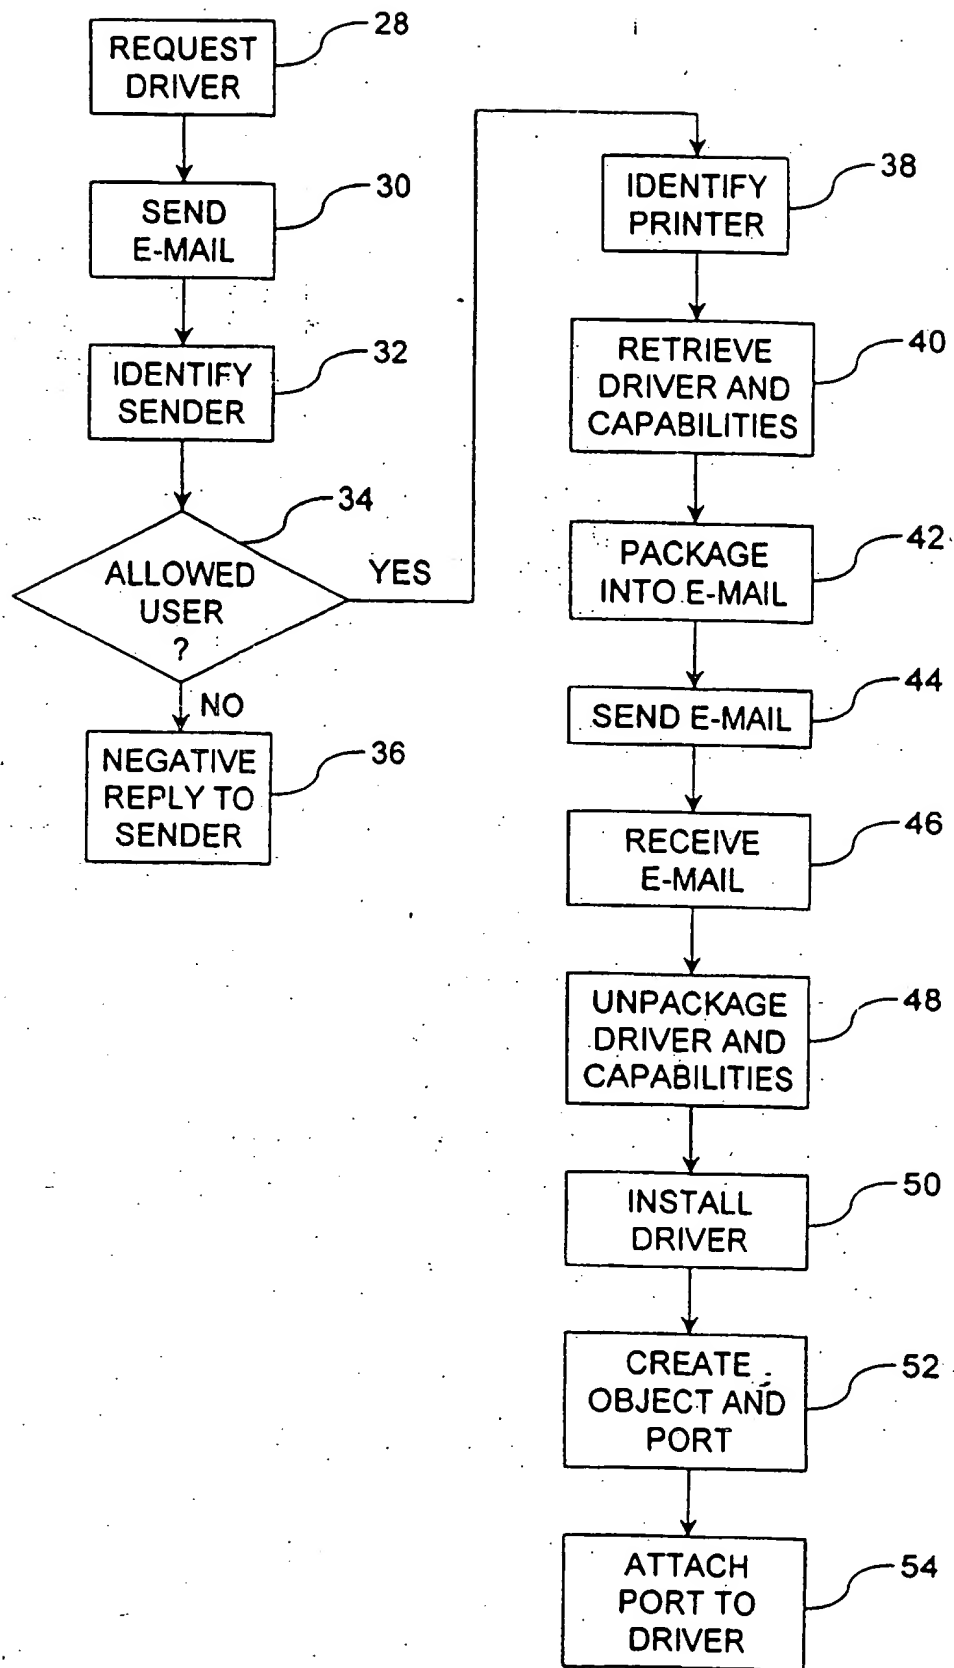 REQUEST
DRIVER
28
SEND
E-MAIL
30
IDENTIFY
SENDER
32
ALLOWED
USER
?
34
YES
NO
NEGATIVE
REPLY TO
SENDER
36
IDENTIFY
PRINTER
38
RETRIEVE
DRIVER AND
CAPABILITIES
40
PACKAGE
INTO E-MAIL
42
SEND E-MAIL
44
RECEIVE
E-MAIL
46
UNPACKAGE
DRIVER AND
CAPABILITIES
48
INSTALL
DRIVER
50
CREATE
OBJECT AND
PORT
52
ATTACH
PORT TO
DRIVER
54